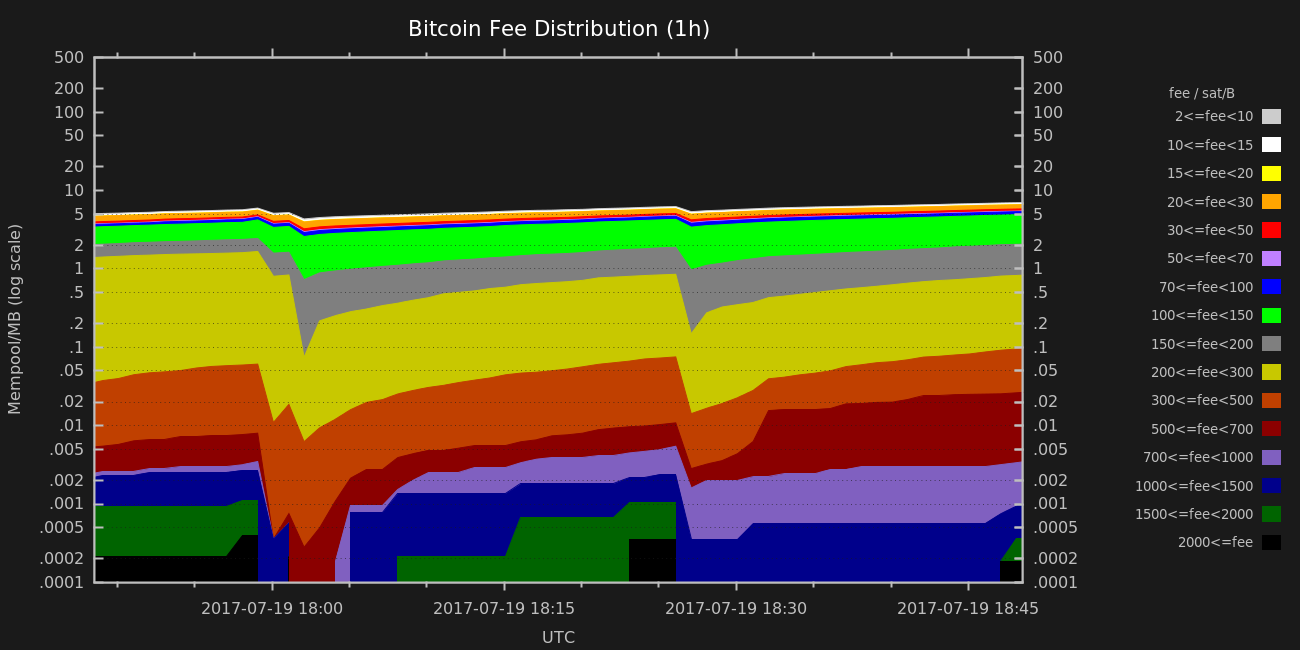 Bitcoin Fee Distribution (1h)
500
200
100
50
20
10
5
2
1
.5
.2
.1
.05
.02
.01
.005
.002
.001
.0005
.0002
.0001
Mempool/MB (log scale)
500
200
100
50
20
10
5
2
1
.5
.2
.1
.05
.02
.01
.005
.002
.001
.0005
.0002
.0001
2017-07-19 18:00
2017-07-19 18:15
2017-07-19 18:30
2017-07-19 18:45
UTC
fee / sat/B
2<=fee<10
10<=fee<15
15<=fee<20
20<=fee<30
30<=fee<50
50<=fee<70
70<=fee<100
100<=fee<150
150<=fee<200
200<=fee<300
300<=fee<500
500<=fee<700
700<=fee<1000
1000<=fee<1500
1500<=fee<2000
2000<=fee